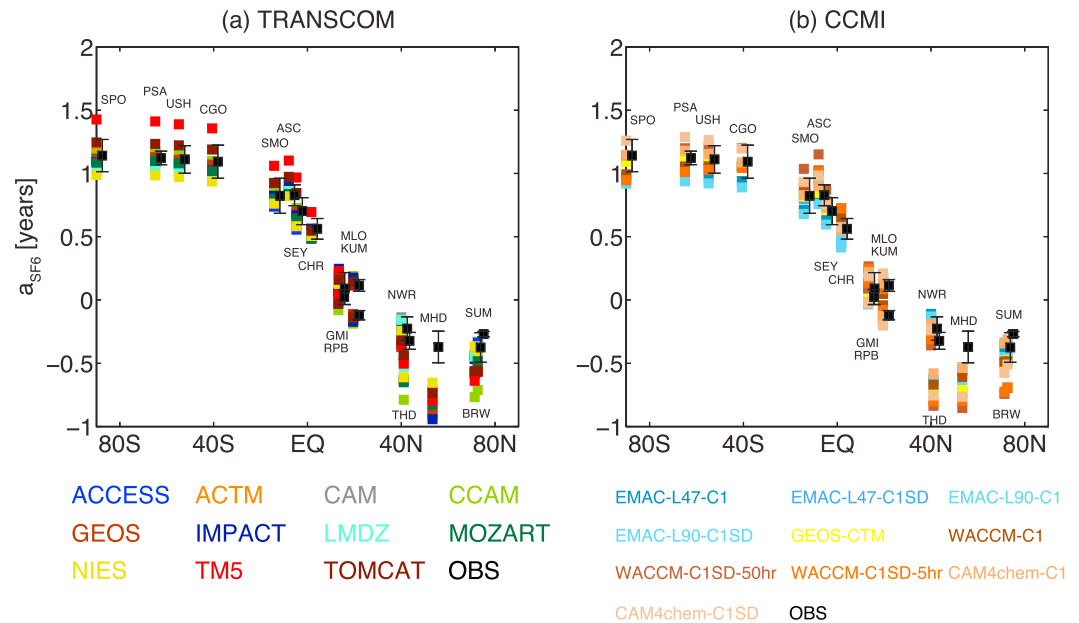 (a) TRANSCOM
(b) CCMI
a_SF6 [years]
2
1.5
1
0.5
0
−0.5
−1
80S 40S EQ 40N 80N
SPO
PSA
USH
CGO
ASC
SMO
SEY
CHR
MLO
KUM
GMI
RPB
NWR
MHD
SUM
THD
BRW
2
1.5
1
0.5
0
−0.5
−1
80S 40S EQ 40N 80N
SPO
PSA
USH
CGO
ASC
SMO
SEY
CHR
MLO
KUM
GMI
RPB
NWR
MHD
SUM
THD
BRW
ACCESS ACTM CAM CCAM
GEOS IMPACT LMDZ MOZART
NIES TM5 TOMCAT OBS
EMAC-L47-C1 EMAC-L47-C1SD EMAC-L90-C1
EMAC-L90-C1SD GEOS-CTM WACCM-C1
WACCM-C1SD-50hr WACCM-C1SD-5hr CAM4chem-C1
CAM4chem-C1SD OBS